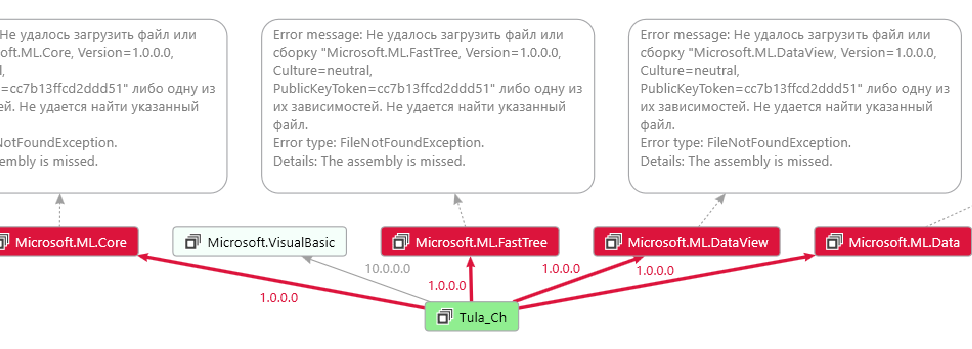 Не удалось загрузить файл или
oft.ML.Core, Version=1.0.0.0,
=cc7b13ffcd2ddd51" либо одну из
ей. Не удается найти указанный
NotFoundException.
embly is missed.
Error message: Не удалось загрузить файл или
сборку "Microsoft.ML.FastTree, Version=1.0.0.0,
Culture=neutral,
PublicKeyToken=cc7b13ffcd2ddd51" либо одну из
их зависимостей. Не удается найти указанный
файл.
Error type: FileNotFoundException.
Details: The assembly is missed.
Error message: Не удалось загрузить файл или
сборку "Microsoft.ML.DataView, Version=1.0.0.0,
Culture=neutral,
PublicKeyToken=cc7b13ffcd2ddd51" либо одну из
их зависимостей. Не удается найти указанный
файл.
Error type: FileNotFoundException.
Details: The assembly is missed.
Microsoft.ML.Core
Microsoft.VisualBasic
Microsoft.ML.FastTree
Microsoft.ML.DataView
Microsoft.ML.Data
10.0.0.0
1.0.0.0
1.0.0.0
1.0.0.0
1.0.0.0
Tula_Ch